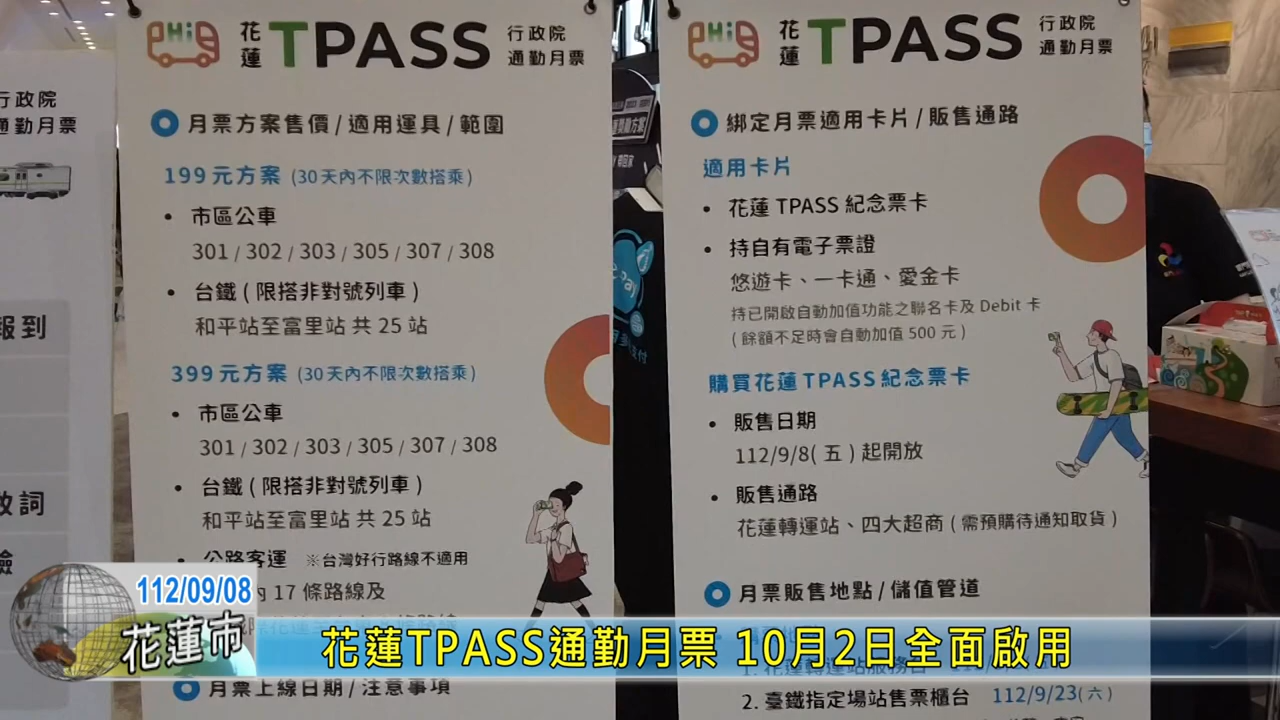 行政院
通勤月票
報到
致詞
PHiD
花蓮
TPASS
行政院
通勤月票
月票方案售價/適用運具/範圍
199元方案 (30天內不限次數搭乘)
• 市區公車
301 / 302 / 303 / 305 / 307 / 308
• 台鐵 ( 限搭非對號列車 )
和平站至富里站 共 25 站
399元方案 (30天內不限次數搭乘)
• 市區公車
301 / 302 / 303 / 305 / 307 / 308
• 台鐵 ( 限搭非對號列車 )
和平站至富里站 共 25 站
• 公路客運 ※台灣好行路線不適用
內 17 條路線及
月票上線日期/注意事項
花蓮
TPASS
行政院
通勤月票
綁定月票適用卡片/販售通路
適用卡片
• 花蓮 TPASS 紀念票卡
• 持自有電子票證
悠遊卡、一卡通、愛金卡
持已開啟自動加值功能之聯名卡及 Debit 卡
( 餘額不足時會自動加值 500 元 )
購買花蓮TPASS紀念票卡
• 販售日期
112/9/8( 五 ) 起開放
• 販售通路
花蓮轉運站、四大超商 ( 需預購待通知取貨 )
月票販售地點/儲值管道
1. 花蓮轉運站服務台
2. 臺鐵指定場站售票櫃台 112/9/23(六)
112/09/08
花蓮市
花蓮TPASS通勤月票 10月2日全面啟用